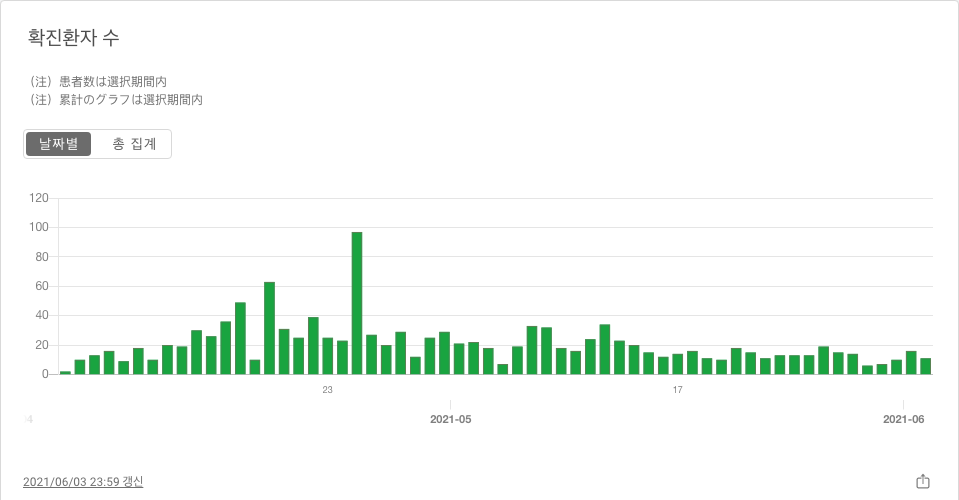 확진환자 수
（注）患者数は選択期間内
（注）累計のグラフは選択期間内
날짜별 총 집계
120
100
80
60
40
20
0
23 17
2021-05 2021-06
2021/06/03 23:59 갱신